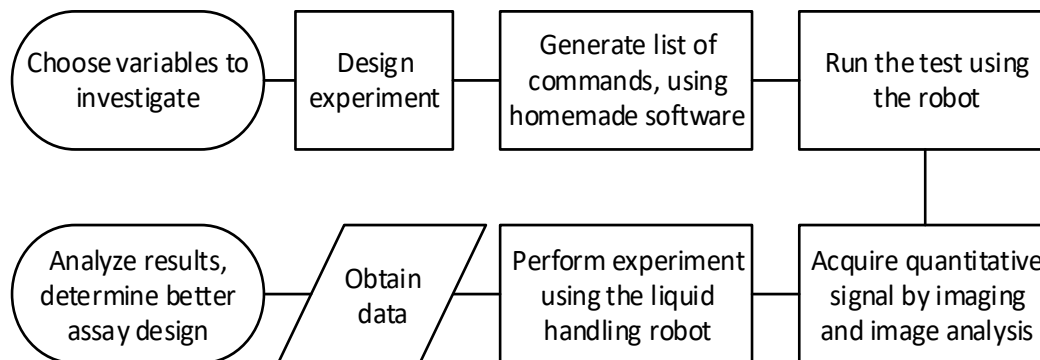 Choose variables to
investigate
Design
experiment
Generate list of
commands, using
homemade software
Run the test using
the robot
Analyze results,
determine better
assay design
Obtain
data
Perform experiment
using the liquid
handling robot
Acquire quantitative
signal by imaging
and image analysis